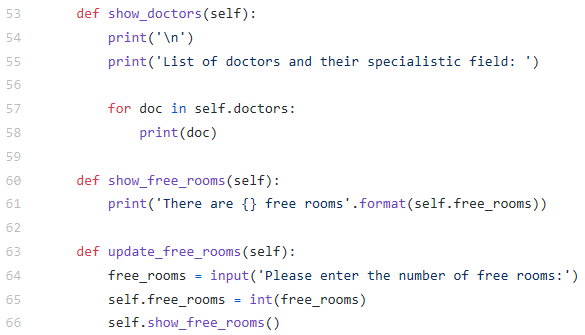 53 def show_doctors(self):
54 print('\n')
55 print('List of doctors and their specialistic field: ')
56
57 for doc in self.doctors:
58 print(doc)
59
60 def show_free_rooms(self):
61 print('There are {} free rooms'.format(self.free_rooms))
62
63 def update_free_rooms(self):
64 free_rooms = input('Please enter the number of free rooms:')
65 self.free_rooms = int(free_rooms)
66 self.show_free_rooms()